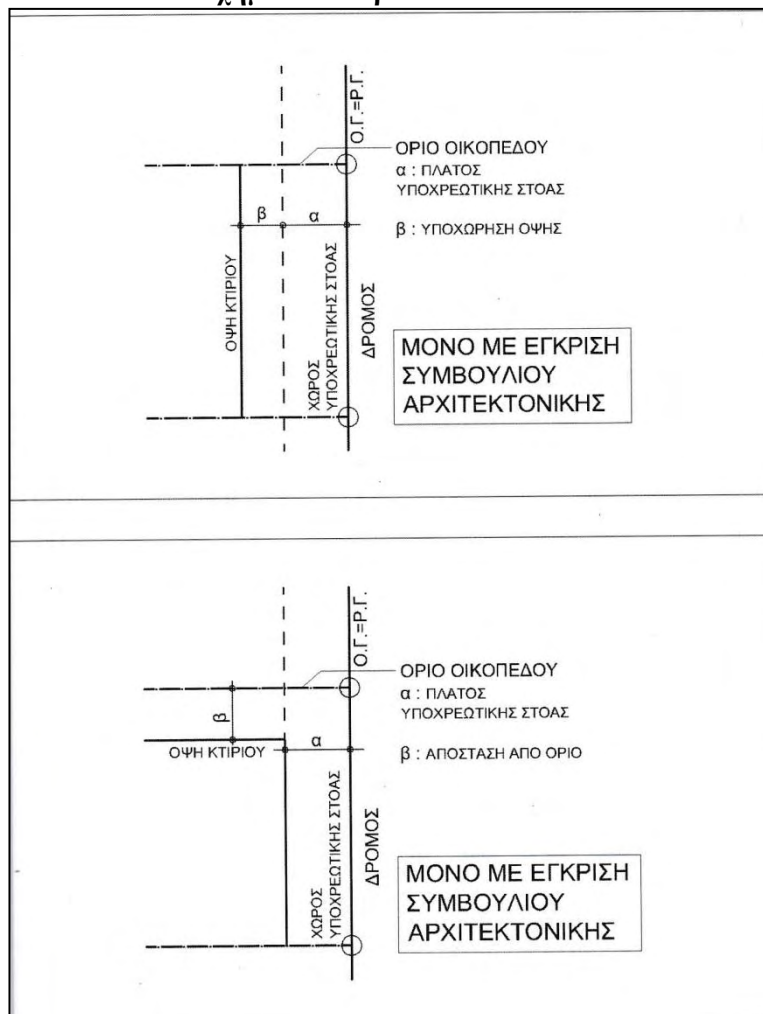 Ο.Γ.=Ρ.Γ.
ΟΡΙΟ ΟΙΚΟΠΕΔΟΥ
α : ΠΛΑΤΟΣ
ΥΠΟΧΡΕΩΤΙΚΗΣ ΣΤΟΑΣ
β
α
β : ΥΠΟΧΩΡΗΣΗ ΟΨΗΣ
ΟΨΗ ΚΤΙΡΙΟΥ
ΧΩΡΟΣ
ΥΠΟΧΡΕΩΤΙΚΗΣ ΣΤΟΑΣ
ΔΡΟΜΟΣ
ΜΟΝΟ ΜΕ ΕΓΚΡΙΣΗ
ΣΥΜΒΟΥΛΙΟΥ
ΑΡΧΙΤΕΚΤΟΝΙΚΗΣ
Ο.Γ.=Ρ.Γ.
ΟΡΙΟ ΟΙΚΟΠΕΔΟΥ
α : ΠΛΑΤΟΣ
ΥΠΟΧΡΕΩΤΙΚΗΣ ΣΤΟΑΣ
β
ΟΨΗ ΚΤΙΡΙΟΥ
α
β : ΑΠΟΣΤΑΣΗ ΑΠΟ ΟΡΙΟ
ΧΩΡΟΣ
ΥΠΟΧΡΕΩΤΙΚΗΣ ΣΤΟΑΣ
ΔΡΟΜΟΣ
ΜΟΝΟ ΜΕ ΕΓΚΡΙΣΗ
ΣΥΜΒΟΥΛΙΟΥ
ΑΡΧΙΤΕΚΤΟΝΙΚΗΣ